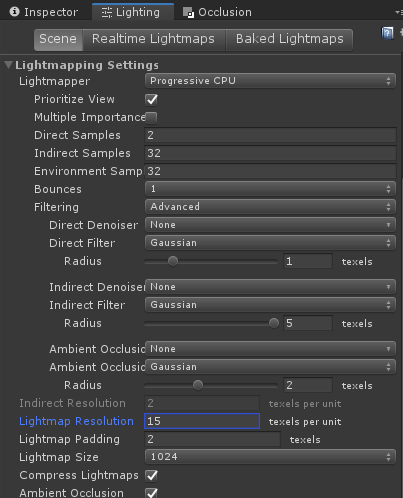 Inspector Lighting Occlusion
Scene Realtime Lightmaps Baked Lightmaps
Lightmapping Settings
Lightmapper Progressive CPU
Prioritize View
Multiple Importance
Direct Samples 2
Indirect Samples 32
Environment Samp 32
Bounces 1
Filtering Advanced
Direct Denoiser None
Direct Filter Gaussian
Radius 1 texels
Indirect Denoiser None
Indirect Filter Gaussian
Radius 5 texels
Ambient Occlusio None
Ambient Occlusio Gaussian
Radius 2 texels
Indirect Resolution 2 texels per unit
Lightmap Resolution 15 texels per unit
Lightmap Padding 2 texels
Lightmap Size 1024
Compress Lightmaps
Ambient Occlusion